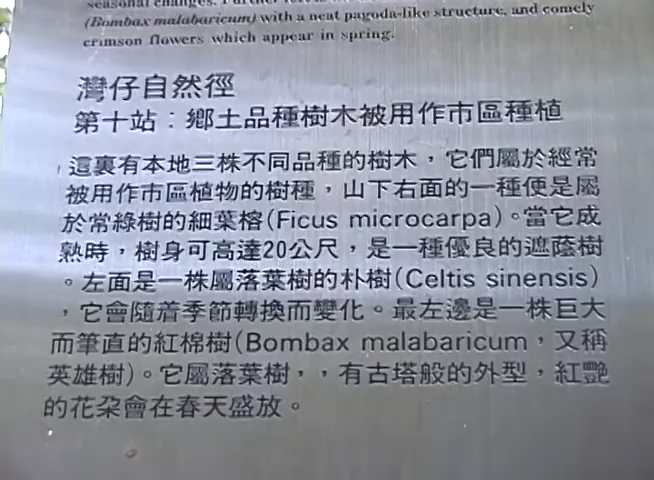 seasonal changes. Further left is
(Bombax malabaricum) with a neat pagoda-like structure, and comely
crimson flowers which appear in spring.
灣仔自然徑
第十站：鄉土品種樹木被用作市區種植
這裏有本地三株不同品種的樹木，它們屬於經常
被用作市區植物的樹種，山下右面的一種便是屬
於常綠樹的細葉榕(Ficus microcarpa)。當它成
熟時，樹身可高達20公尺，是一種優良的遮蔭樹
。左面是一株屬落葉樹的朴樹(Celtis sinensis)
，它會隨着季節轉換而變化。最左邊是一株巨大
而筆直的紅棉樹(Bombax malabaricum，又稱
英雄樹)。它屬落葉樹，，有古塔般的外型，紅艷
的花朶會在春天盛放。